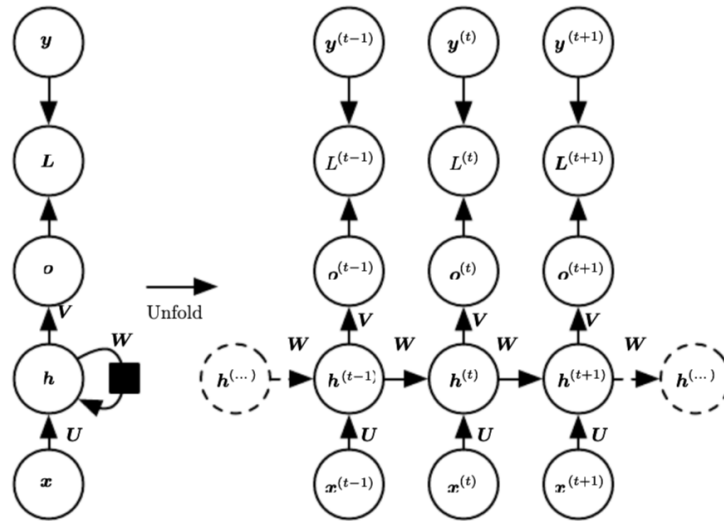 y y^(t−1) y^(t) y^(t+1)
L L^(t−1) L^(t) L^(t+1)
o o^(t−1) o^(t) o^(t+1)
Unfold
V V V V
W W W W W
h h^(...) h^(t−1) h^(t) h^(t+1) h^(...)
U U U U
x x^(t−1) x^(t) x^(t+1)